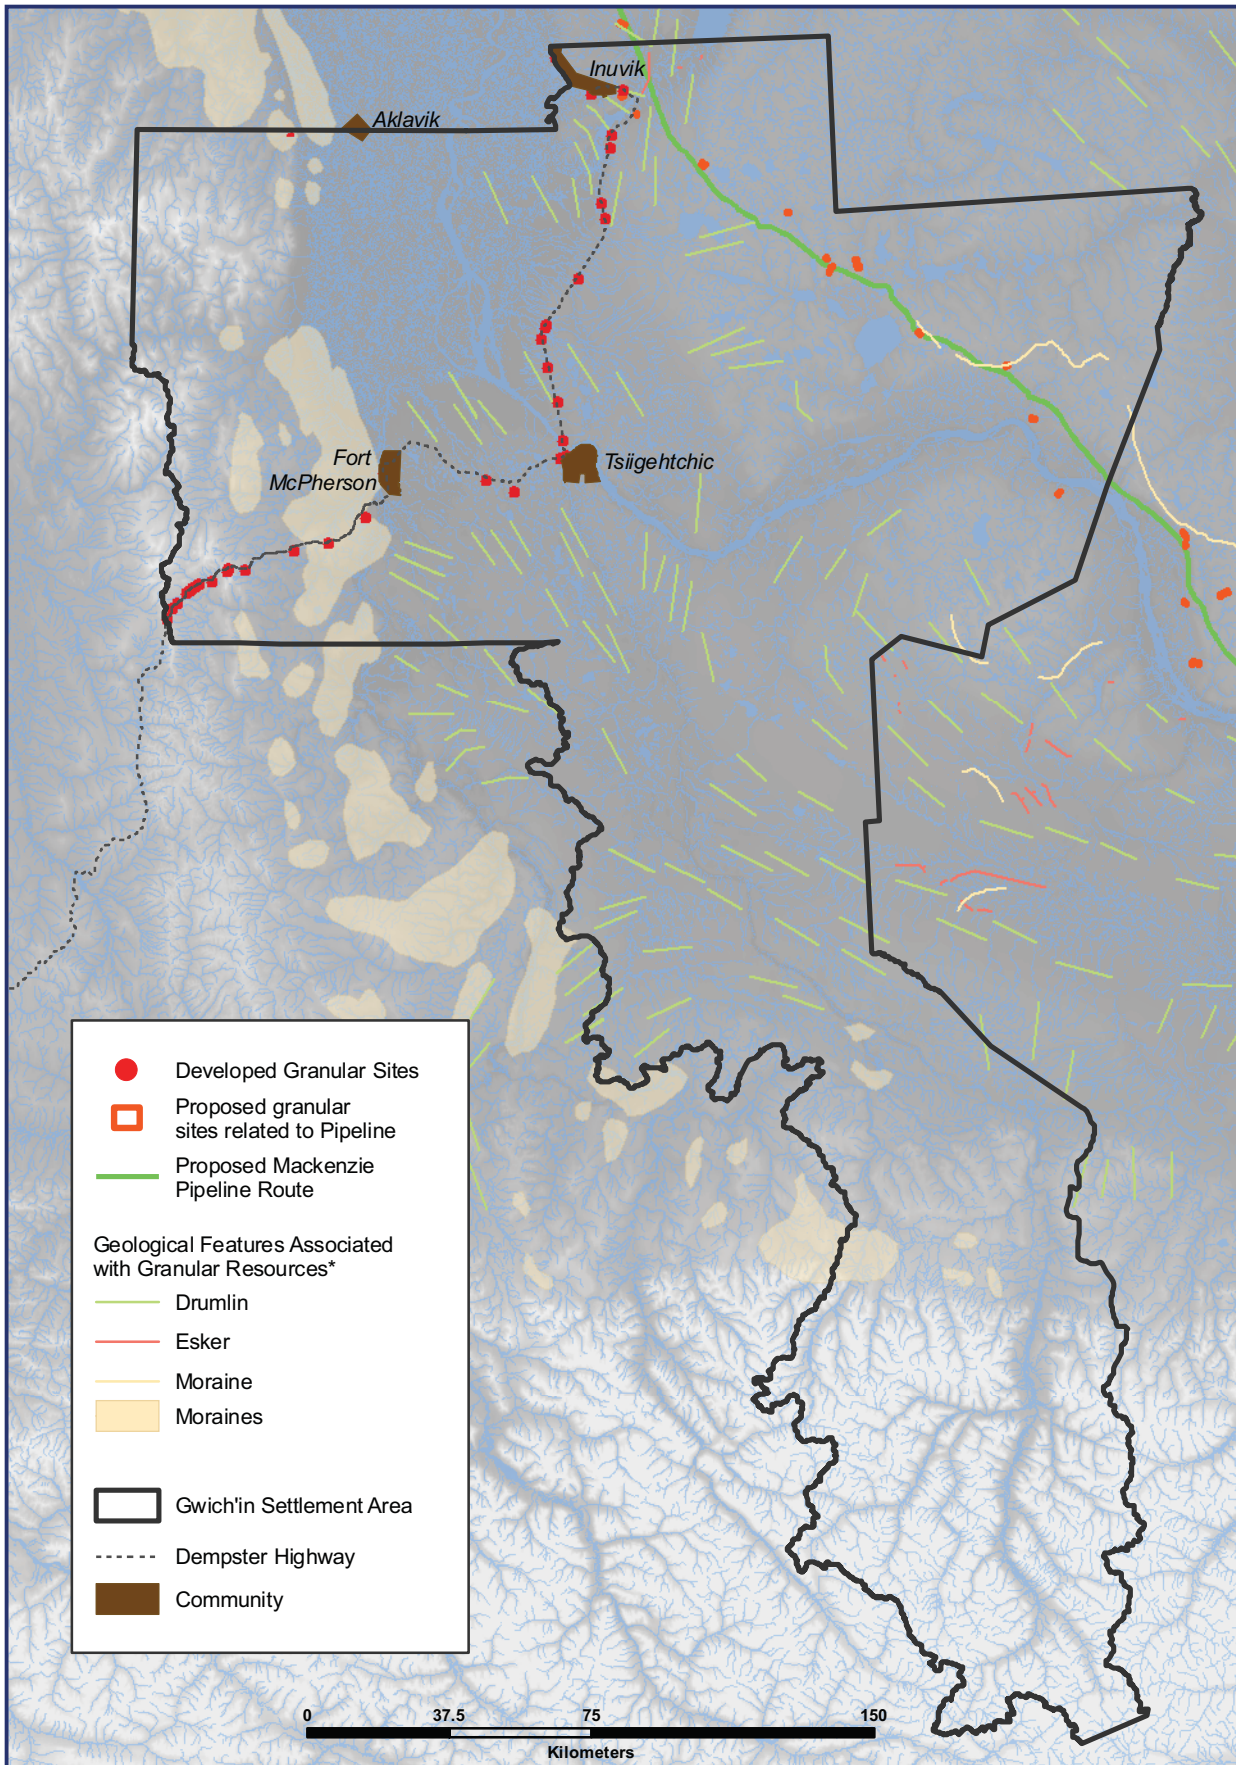 Inuvik
Aklavik
Fort
McPherson
Tsiigehtchic
Developed Granular Sites
Proposed granular
sites related to Pipeline
Proposed Mackenzie
Pipeline Route
Geological Features Associated
with Granular Resources*
Drumlin
Esker
Moraine
Moraines
Gwich'in Settlement Area
Dempster Highway
Community
0 37.5 75 150
Kilometers